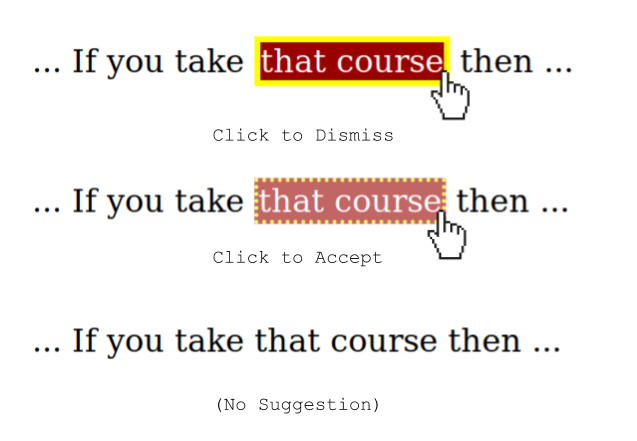 ... If you take that course then ...
Click to Dismiss
... If you take that course then ...
Click to Accept
... If you take that course then ...
(No Suggestion)